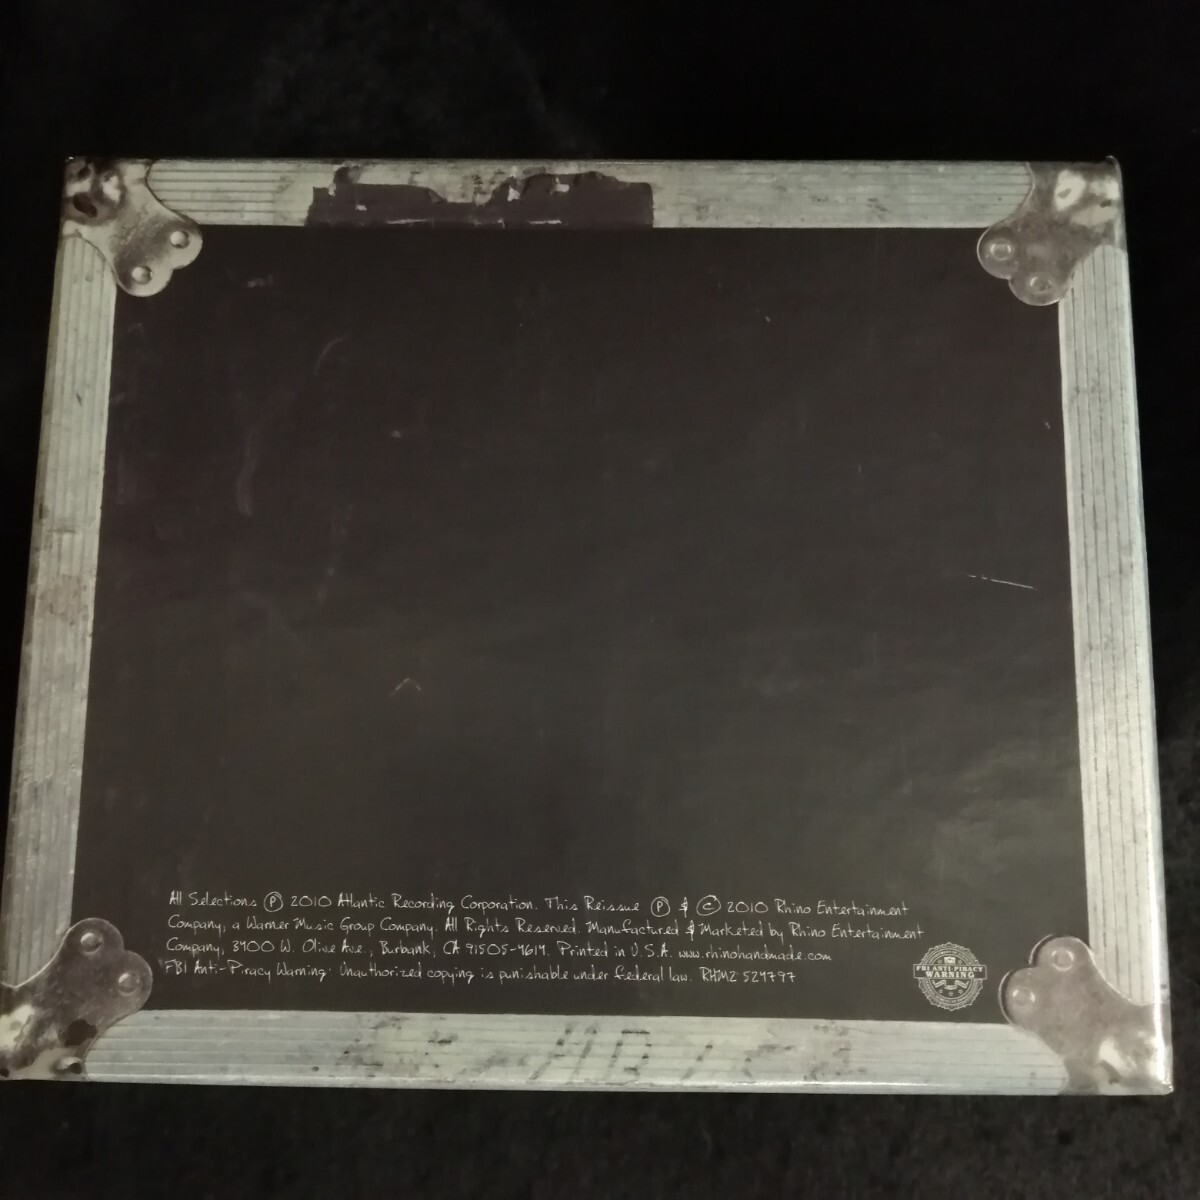 All Selections ℗ 2010 Atlantic Recording Corporation. This Reissue ℗ & © 2010 Rhino Entertainment
Company, a Warner Music Group Company. All Rights Reserved. Manufactured & Marketed by Rhino Entertainment
Company, 3400 W. Olive Ave., Burbank, CA 91505-4614. Printed in U.S.A. www.rhinohandmade.com
FBI Anti-Piracy Warning: Unauthorized copying is punishable under federal law. RHM2 524797
FBI ANTI-PIRACY
WARNING